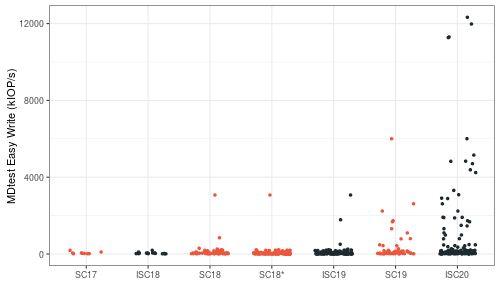 MDtest Easy Write (kIOP/s)
12000
8000
4000
0
SC17 ISC18 SC18 SC18* ISC19 SC19 ISC20